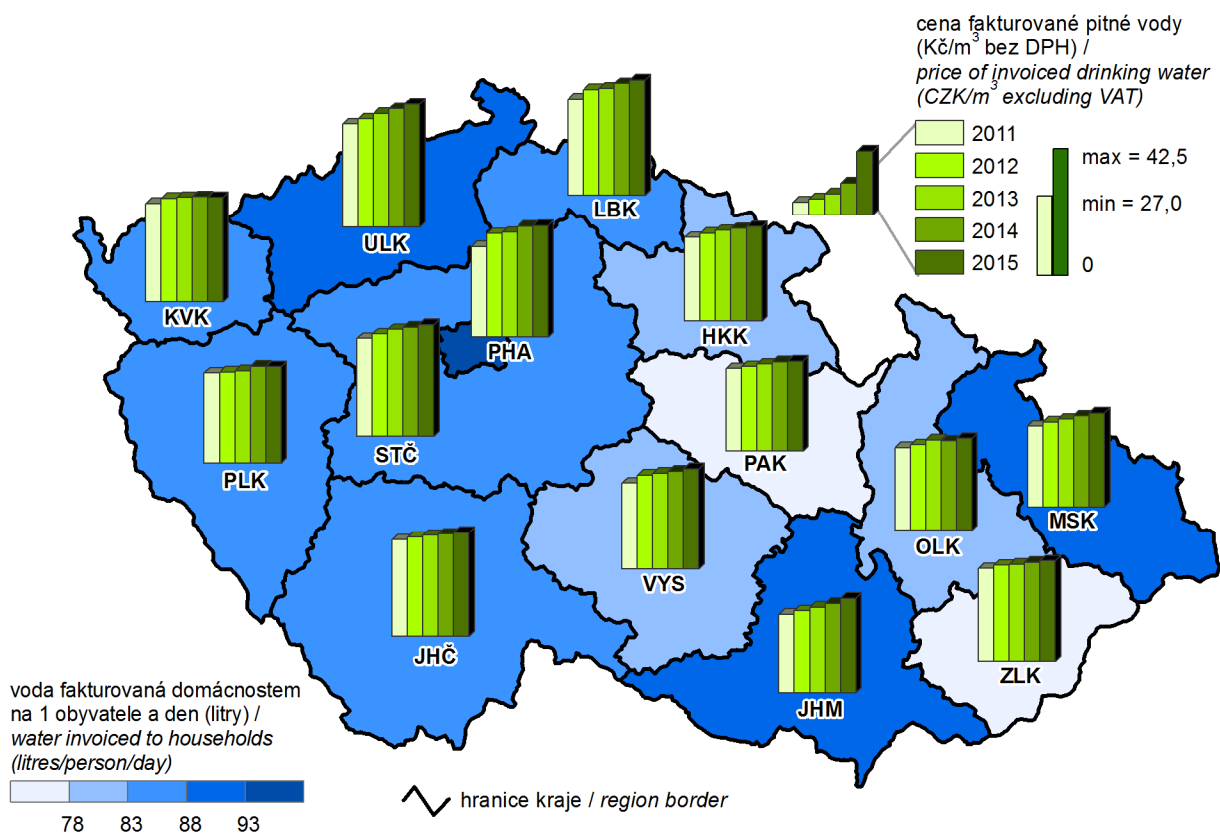 cena fakturované pitné vody
(Kč/m³ bez DPH) /
price of invoiced drinking water
(CZK/m³ excluding VAT)
2011
2012
2013
2014
2015
max = 42,5
min = 27,0
0
LBK
ULK
KVK
HKK
PHA
STČ
PAK
PLK
MSK
OLK
VYS
JHČ
ZLK
JHM
voda fakturovaná domácnostem
na 1 obyvatele a den (litry) /
water invoiced to households
(litres/person/day)
78 83 88 93
hranice kraje / region border